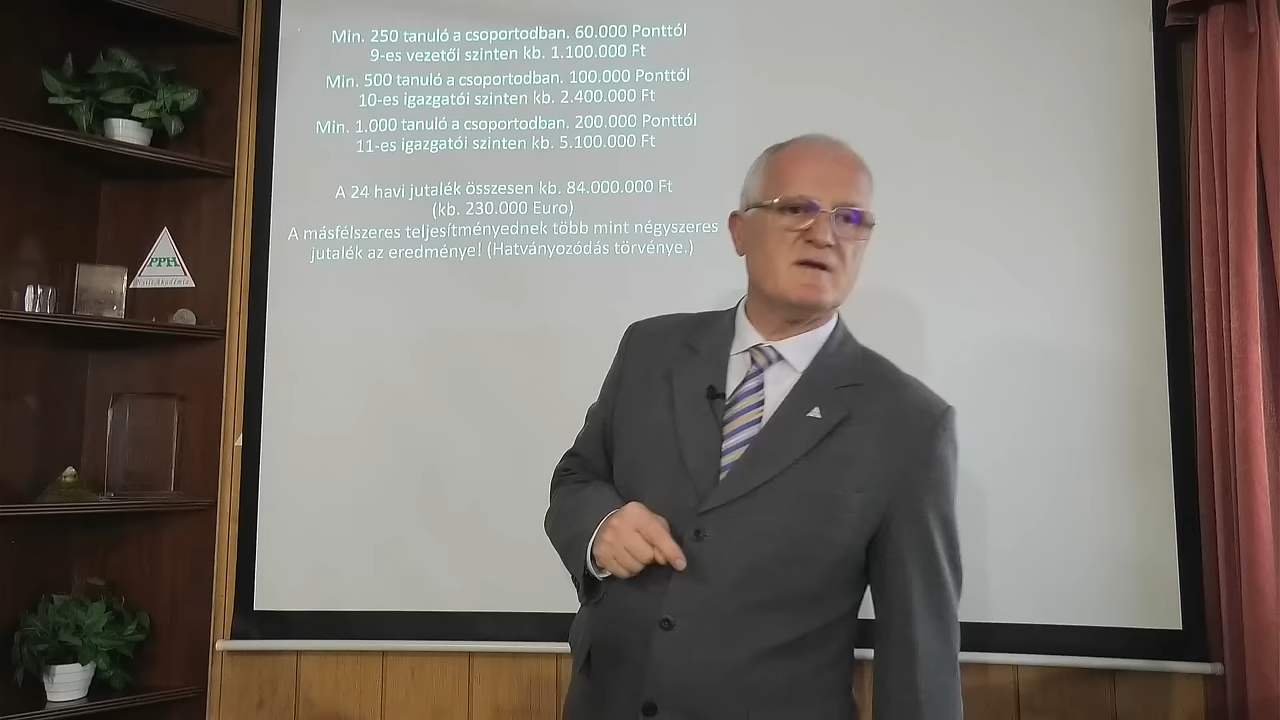 Min. 250 tanuló a csoportodban. 60.000 Ponttól
9-es vezetői szinten kb. 1.100.000 Ft
Min. 500 tanuló a csoportodban. 100.000 Ponttól
10-es igazgatói szinten kb. 2.400.000 Ft
Min. 1.000 tanuló a csoportodban. 200.000 Ponttól
11-es igazgatói szinten kb. 5.100.000 Ft
A 24 havi jutalék összesen kb. 84.000.000 Ft
(kb. 230.000 Euro)
A másfélszeres teljesítményednek több mint négyszeres
jutalék az eredménye! (Hatványozódás törvénye.)
PPH
Nyílt Akadémia